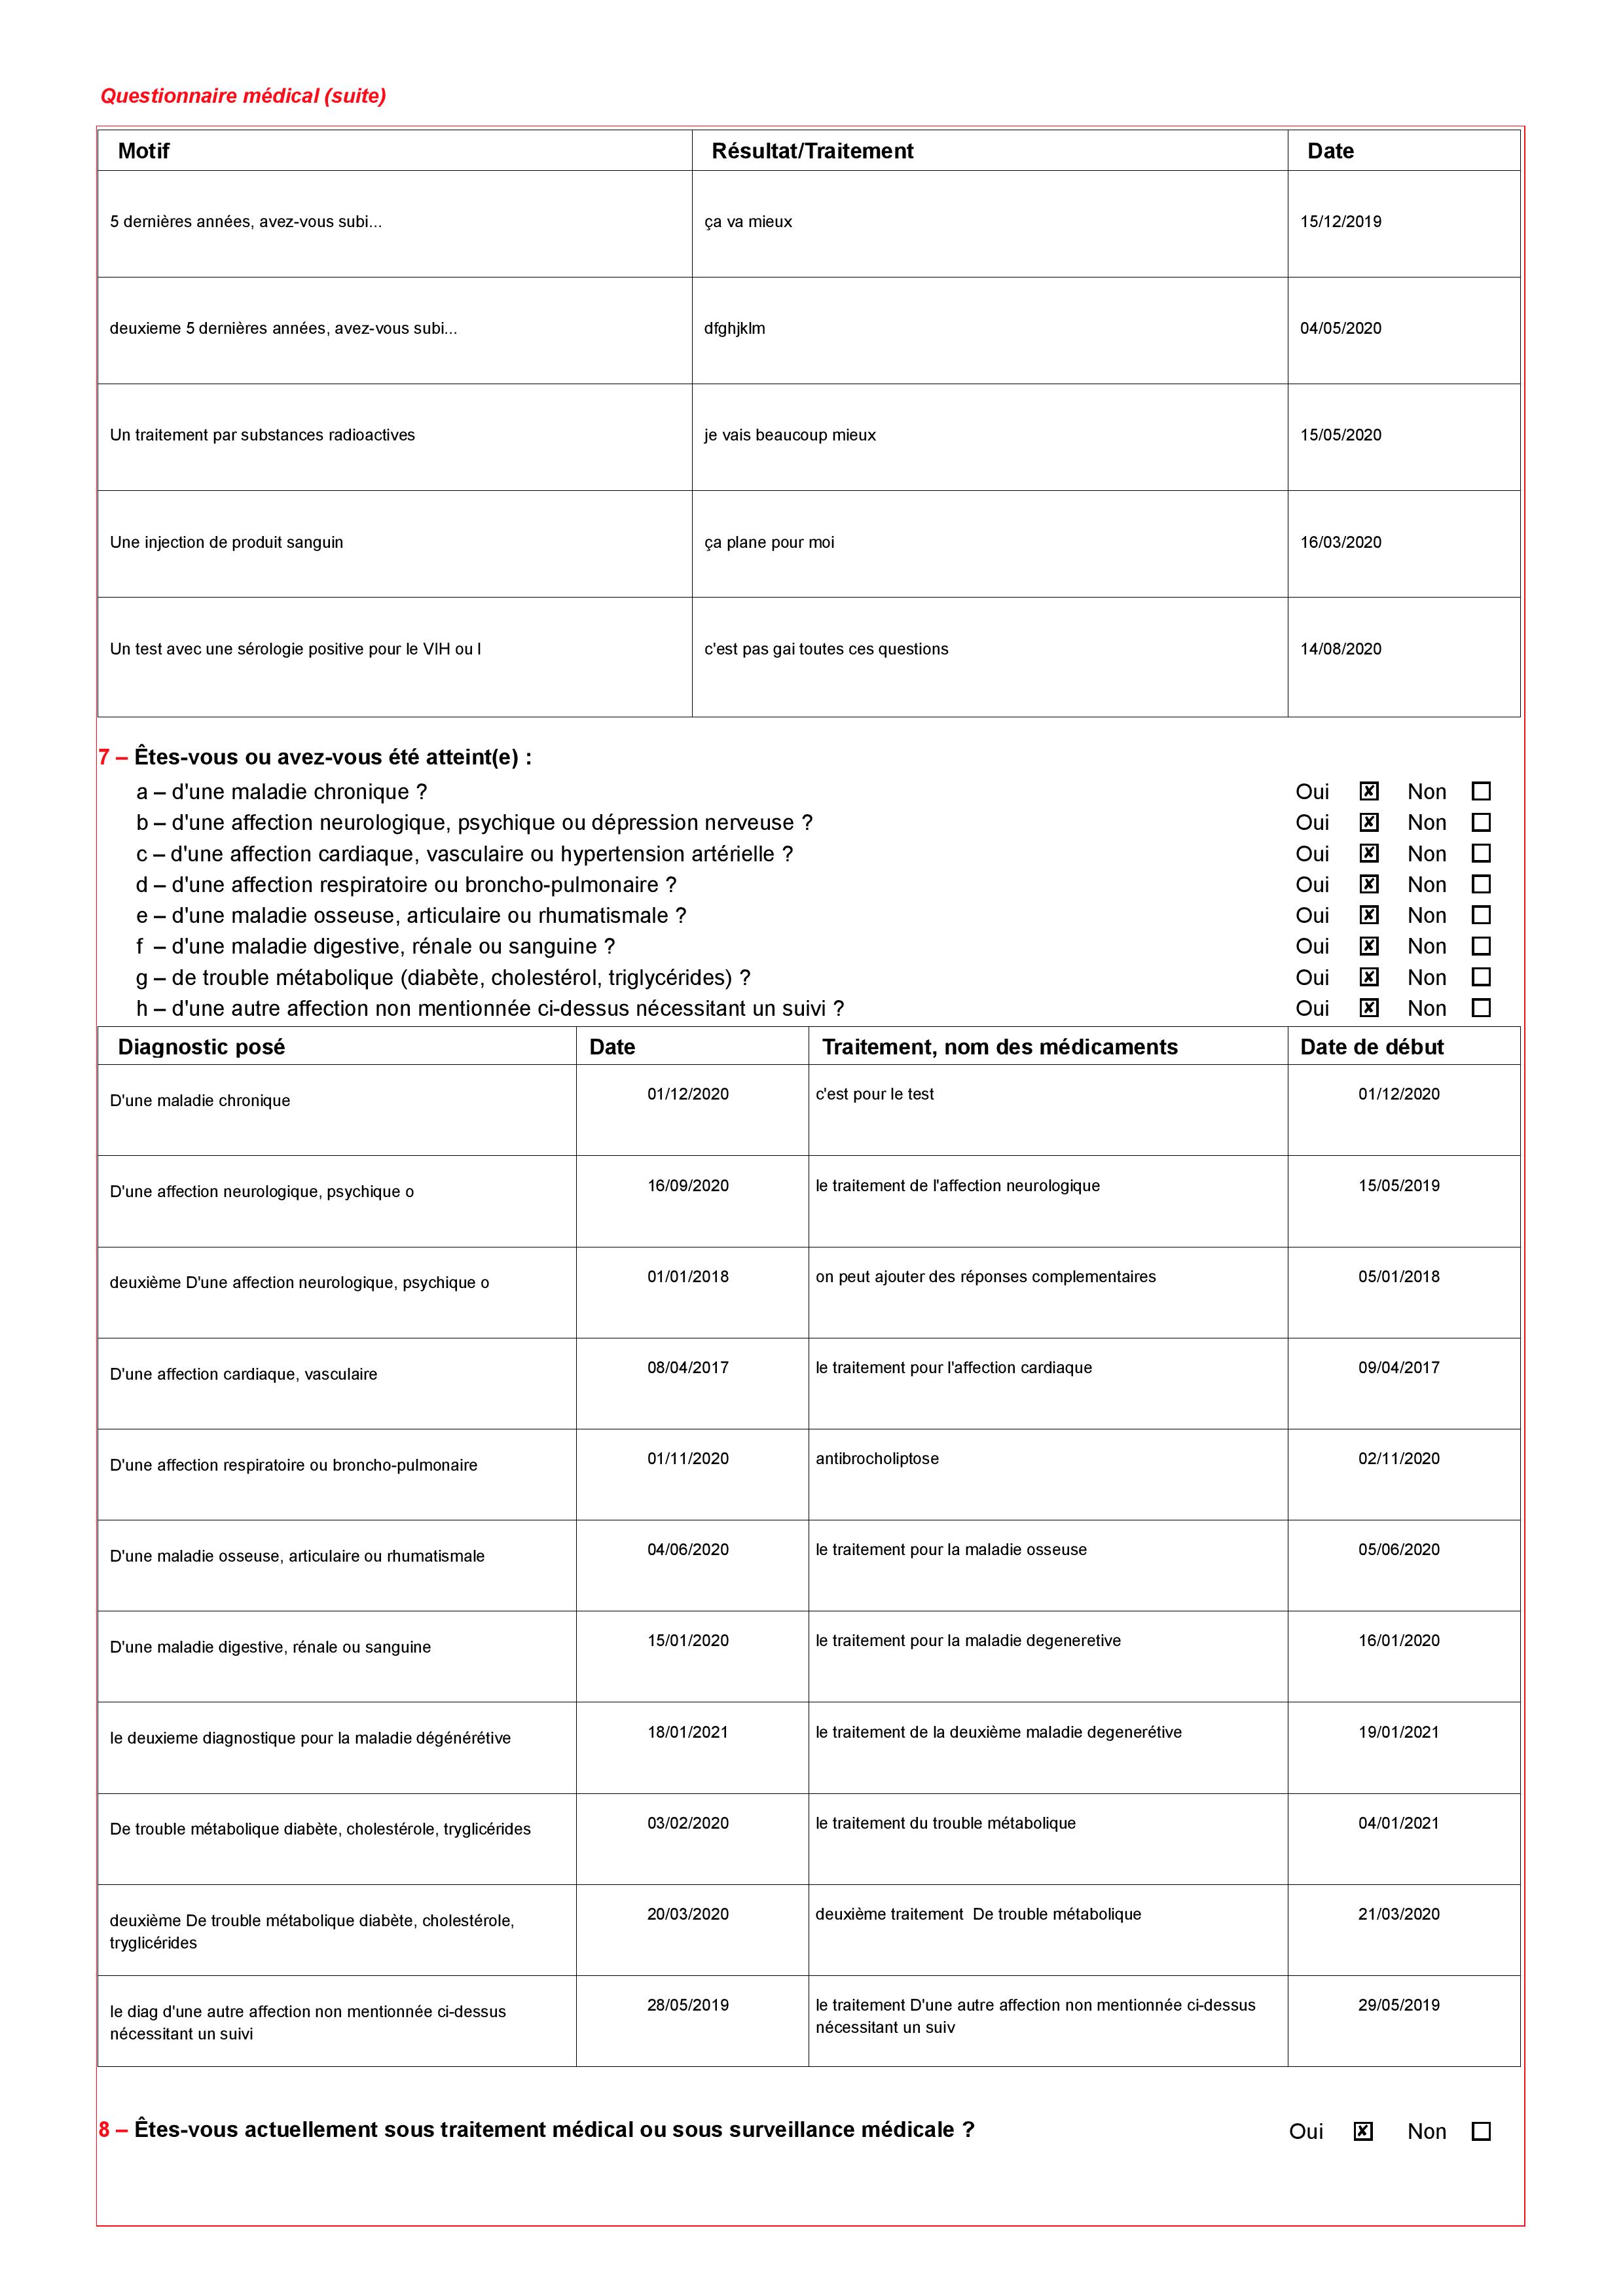 Questionnaire médical (suite)
Motif Résultat/Traitement Date
5 dernières années, avez-vous subi... ça va mieux 15/12/2019
deuxieme 5 dernières années, avez-vous subi... dfghjklm 04/05/2020
Un traitement par substances radioactives je vais beaucoup mieux 15/05/2020
Une injection de produit sanguin ça plane pour moi 16/03/2020
Un test avec une sérologie positive pour le VIH ou l c'est pas gai toutes ces questions 14/08/2020
7 – Êtes-vous ou avez-vous été atteint(e) :
a – d'une maladie chronique ? Oui ☒ Non ☐
b – d'une affection neurologique, psychique ou dépression nerveuse ? Oui ☒ Non ☐
c – d'une affection cardiaque, vasculaire ou hypertension artérielle ? Oui ☒ Non ☐
d – d'une affection respiratoire ou broncho-pulmonaire ? Oui ☒ Non ☐
e – d'une maladie osseuse, articulaire ou rhumatismale ? Oui ☒ Non ☐
f – d'une maladie digestive, rénale ou sanguine ? Oui ☒ Non ☐
g – de trouble métabolique (diabète, cholestérol, triglycérides) ? Oui ☒ Non ☐
h – d'une autre affection non mentionnée ci-dessus nécessitant un suivi ? Oui ☒ Non ☐
Diagnostic posé Date Traitement, nom des médicaments Date de début
D'une maladie chronique 01/12/2020 c'est pour le test 01/12/2020
D'une affection neurologique, psychique o 16/09/2020 le traitement de l'affection neurologique 15/05/2019
deuxième D'une affection neurologique, psychique o 01/01/2018 on peut ajouter des réponses complementaires 05/01/2018
D'une affection cardiaque, vasculaire 08/04/2017 le traitement pour l'affection cardiaque 09/04/2017
D'une affection respiratoire ou broncho-pulmonaire 01/11/2020 antibrocholiptose 02/11/2020
D'une maladie osseuse, articulaire ou rhumatismale 04/06/2020 le traitement pour la maladie osseuse 05/06/2020
D'une maladie digestive, rénale ou sanguine 15/01/2020 le traitement pour la maladie degeneretive 16/01/2020
le deuxieme diagnostique pour la maladie dégénérétive 18/01/2021 le traitement de la deuxième maladie degenerétive 19/01/2021
De trouble métabolique diabète, cholestérole, tryglicérides 03/02/2020 le traitement du trouble métabolique 04/01/2021
deuxième De trouble métabolique diabète, cholestérole, 20/03/2020 deuxième traitement De trouble métabolique 21/03/2020
tryglicérides
le diag d'une autre affection non mentionnée ci-dessus 28/05/2019 le traitement D'une autre affection non mentionnée ci-dessus 29/05/2019
nécessitant un suivi nécessitant un suiv
8 – Êtes-vous actuellement sous traitement médical ou sous surveillance médicale ? Oui ☒ Non ☐